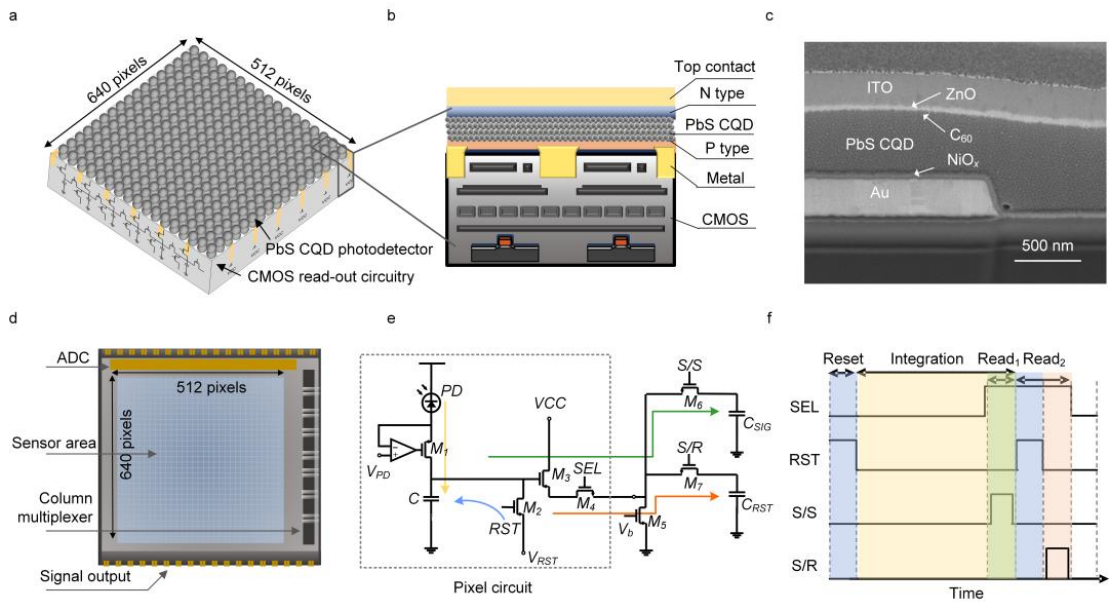 a
640 pixels
512 pixels
PbS CQD photodetector
CMOS read-out circuitry
b
Top contact
N type
PbS CQD
P type
Metal
CMOS
c
ITO
ZnO
C60
PbS CQD
NiOx
Au
500 nm
d
ADC
512 pixels
Sensor area
640 pixels
Column
multiplexer
Signal output
e
PD
VPD
M1
C
RST
M2
VRST
VCC
M3
SEL
M4
Vb
M5
S/S
M6
CSIG
S/R
M7
CRST
Pixel circuit
f
Reset Integration Read1 Read2
SEL
RST
S/S
S/R
Time